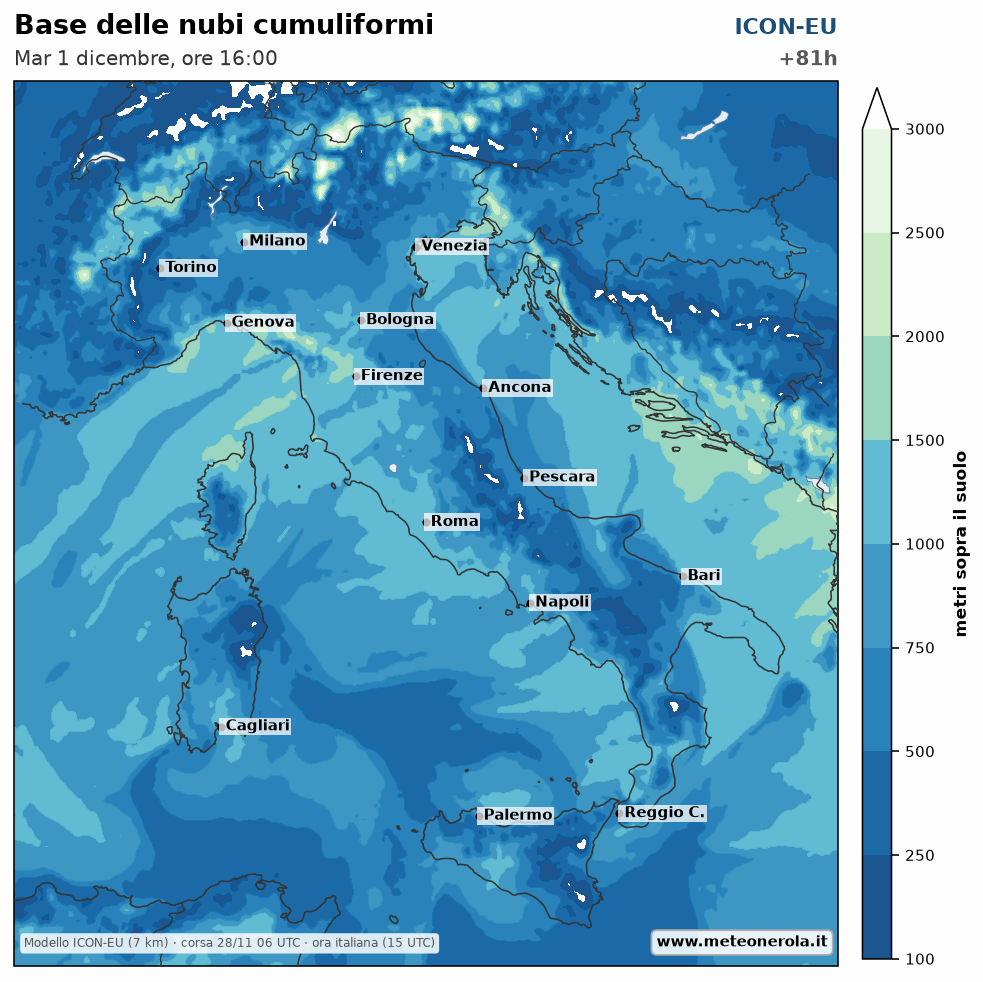 Base delle nubi cumuliformi
ICON-EU
Mar 1 dicembre, ore 16:00
+81h
3000
2500
2000
1500
1000
750
500
250
100
metri sopra il suolo
Milano
Venezia
Torino
Genova
Bologna
Firenze
Ancona
Pescara
Roma
Bari
Napoli
Cagliari
Palermo
Reggio C.
Modello ICON-EU (7 km) · corsa 28/11 06 UTC · ora italiana (15 UTC)
www.meteonerola.it